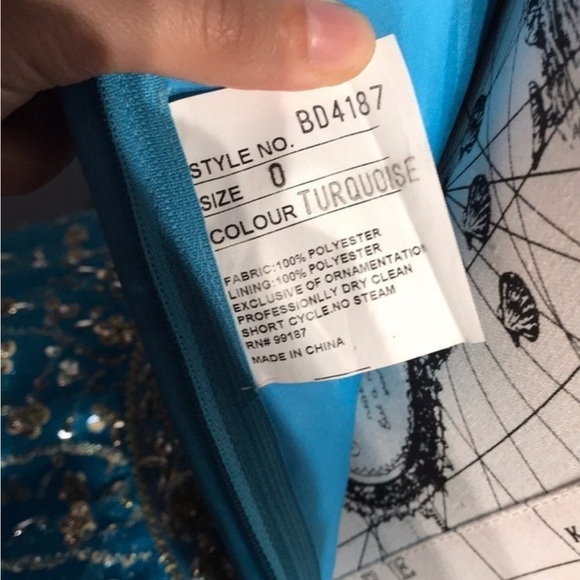 STYLE NO. BD4187
SIZE 0
COLOUR TURQUOISE
FABRIC:100% POLYESTER
LINING:100% POLYESTER
EXCLUSIVE OF ORNAMENTATION
PROFESSIONLLY DRY CLEAN
SHORT CYCLE.NO STEAM
RN# 99187
MADE IN CHINA